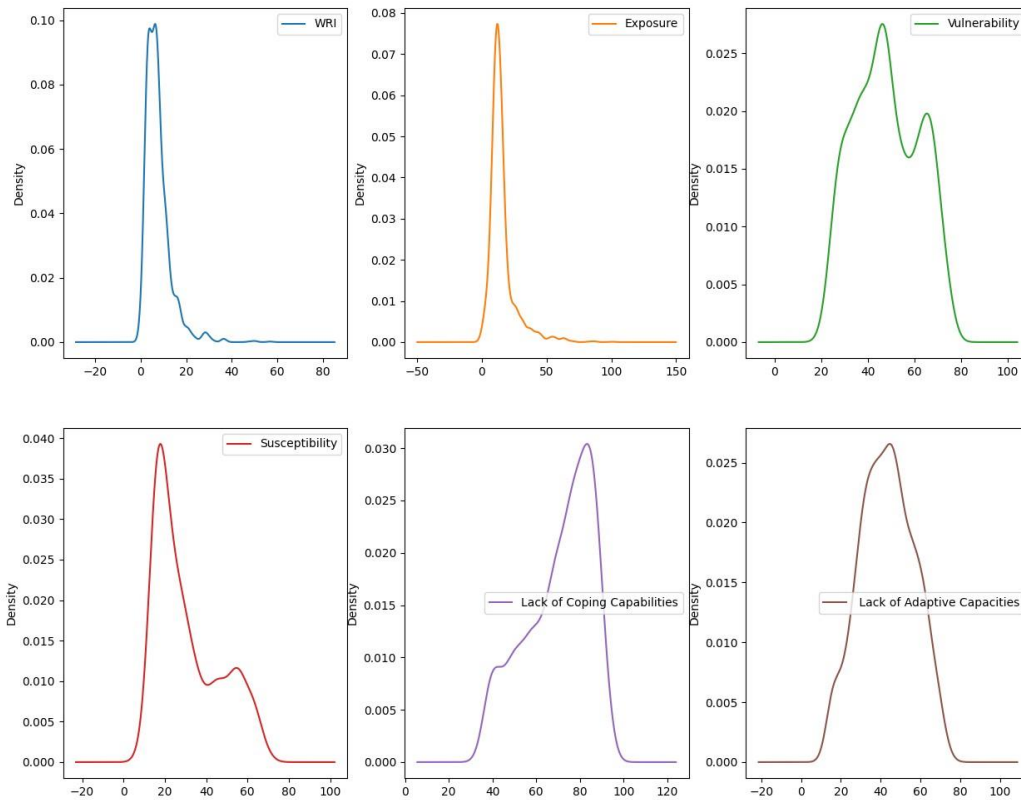 WRI
Density
0.10
0.08
0.06
0.04
0.02
0.00
−20 0 20 40 60 80
Exposure
Density
0.08
0.07
0.06
0.05
0.04
0.03
0.02
0.01
0.00
−50 0 50 100 150
Vulnerability
Density
0.025
0.020
0.015
0.010
0.005
0.000
0 20 40 60 80 100
Susceptibility
Density
0.040
0.035
0.030
0.025
0.020
0.015
0.010
0.005
0.000
−20 0 20 40 60 80 100
Lack of Coping Capabilities
Density
0.030
0.025
0.020
0.015
0.010
0.005
0.000
0 20 40 60 80 100 120
Lack of Adaptive Capacities
Density
0.025
0.020
0.015
0.010
0.005
0.000
−20 0 20 40 60 80 100